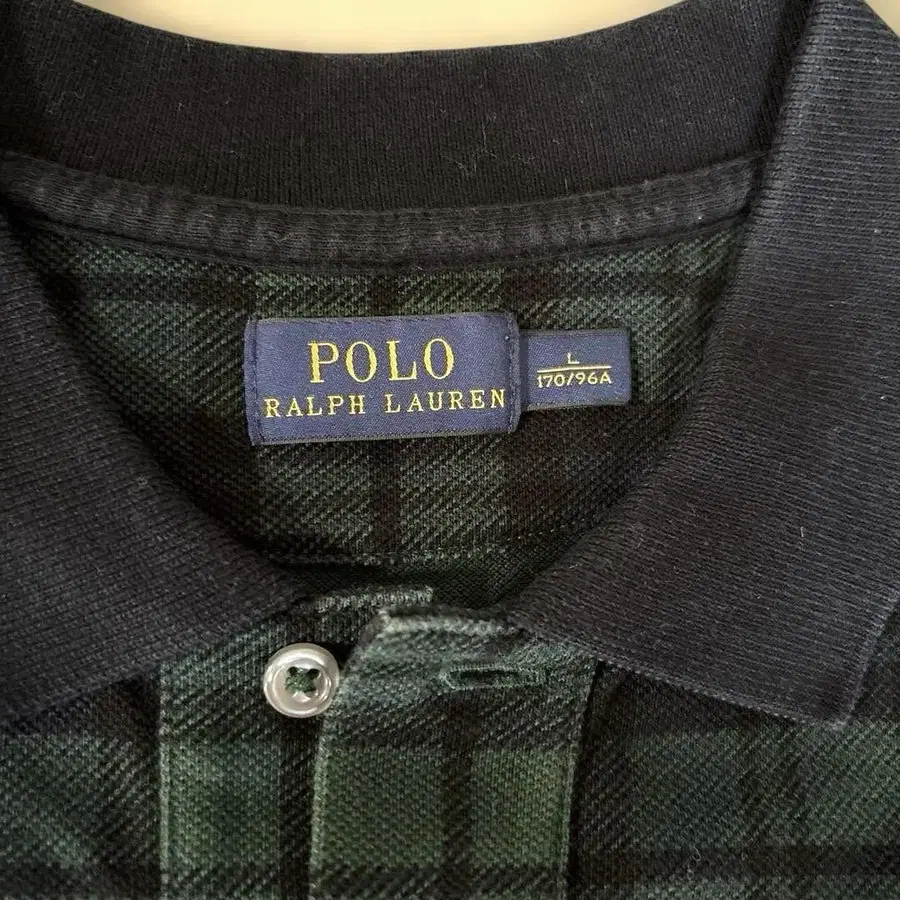 POLO
RALPH LAUREN
L
170/96A